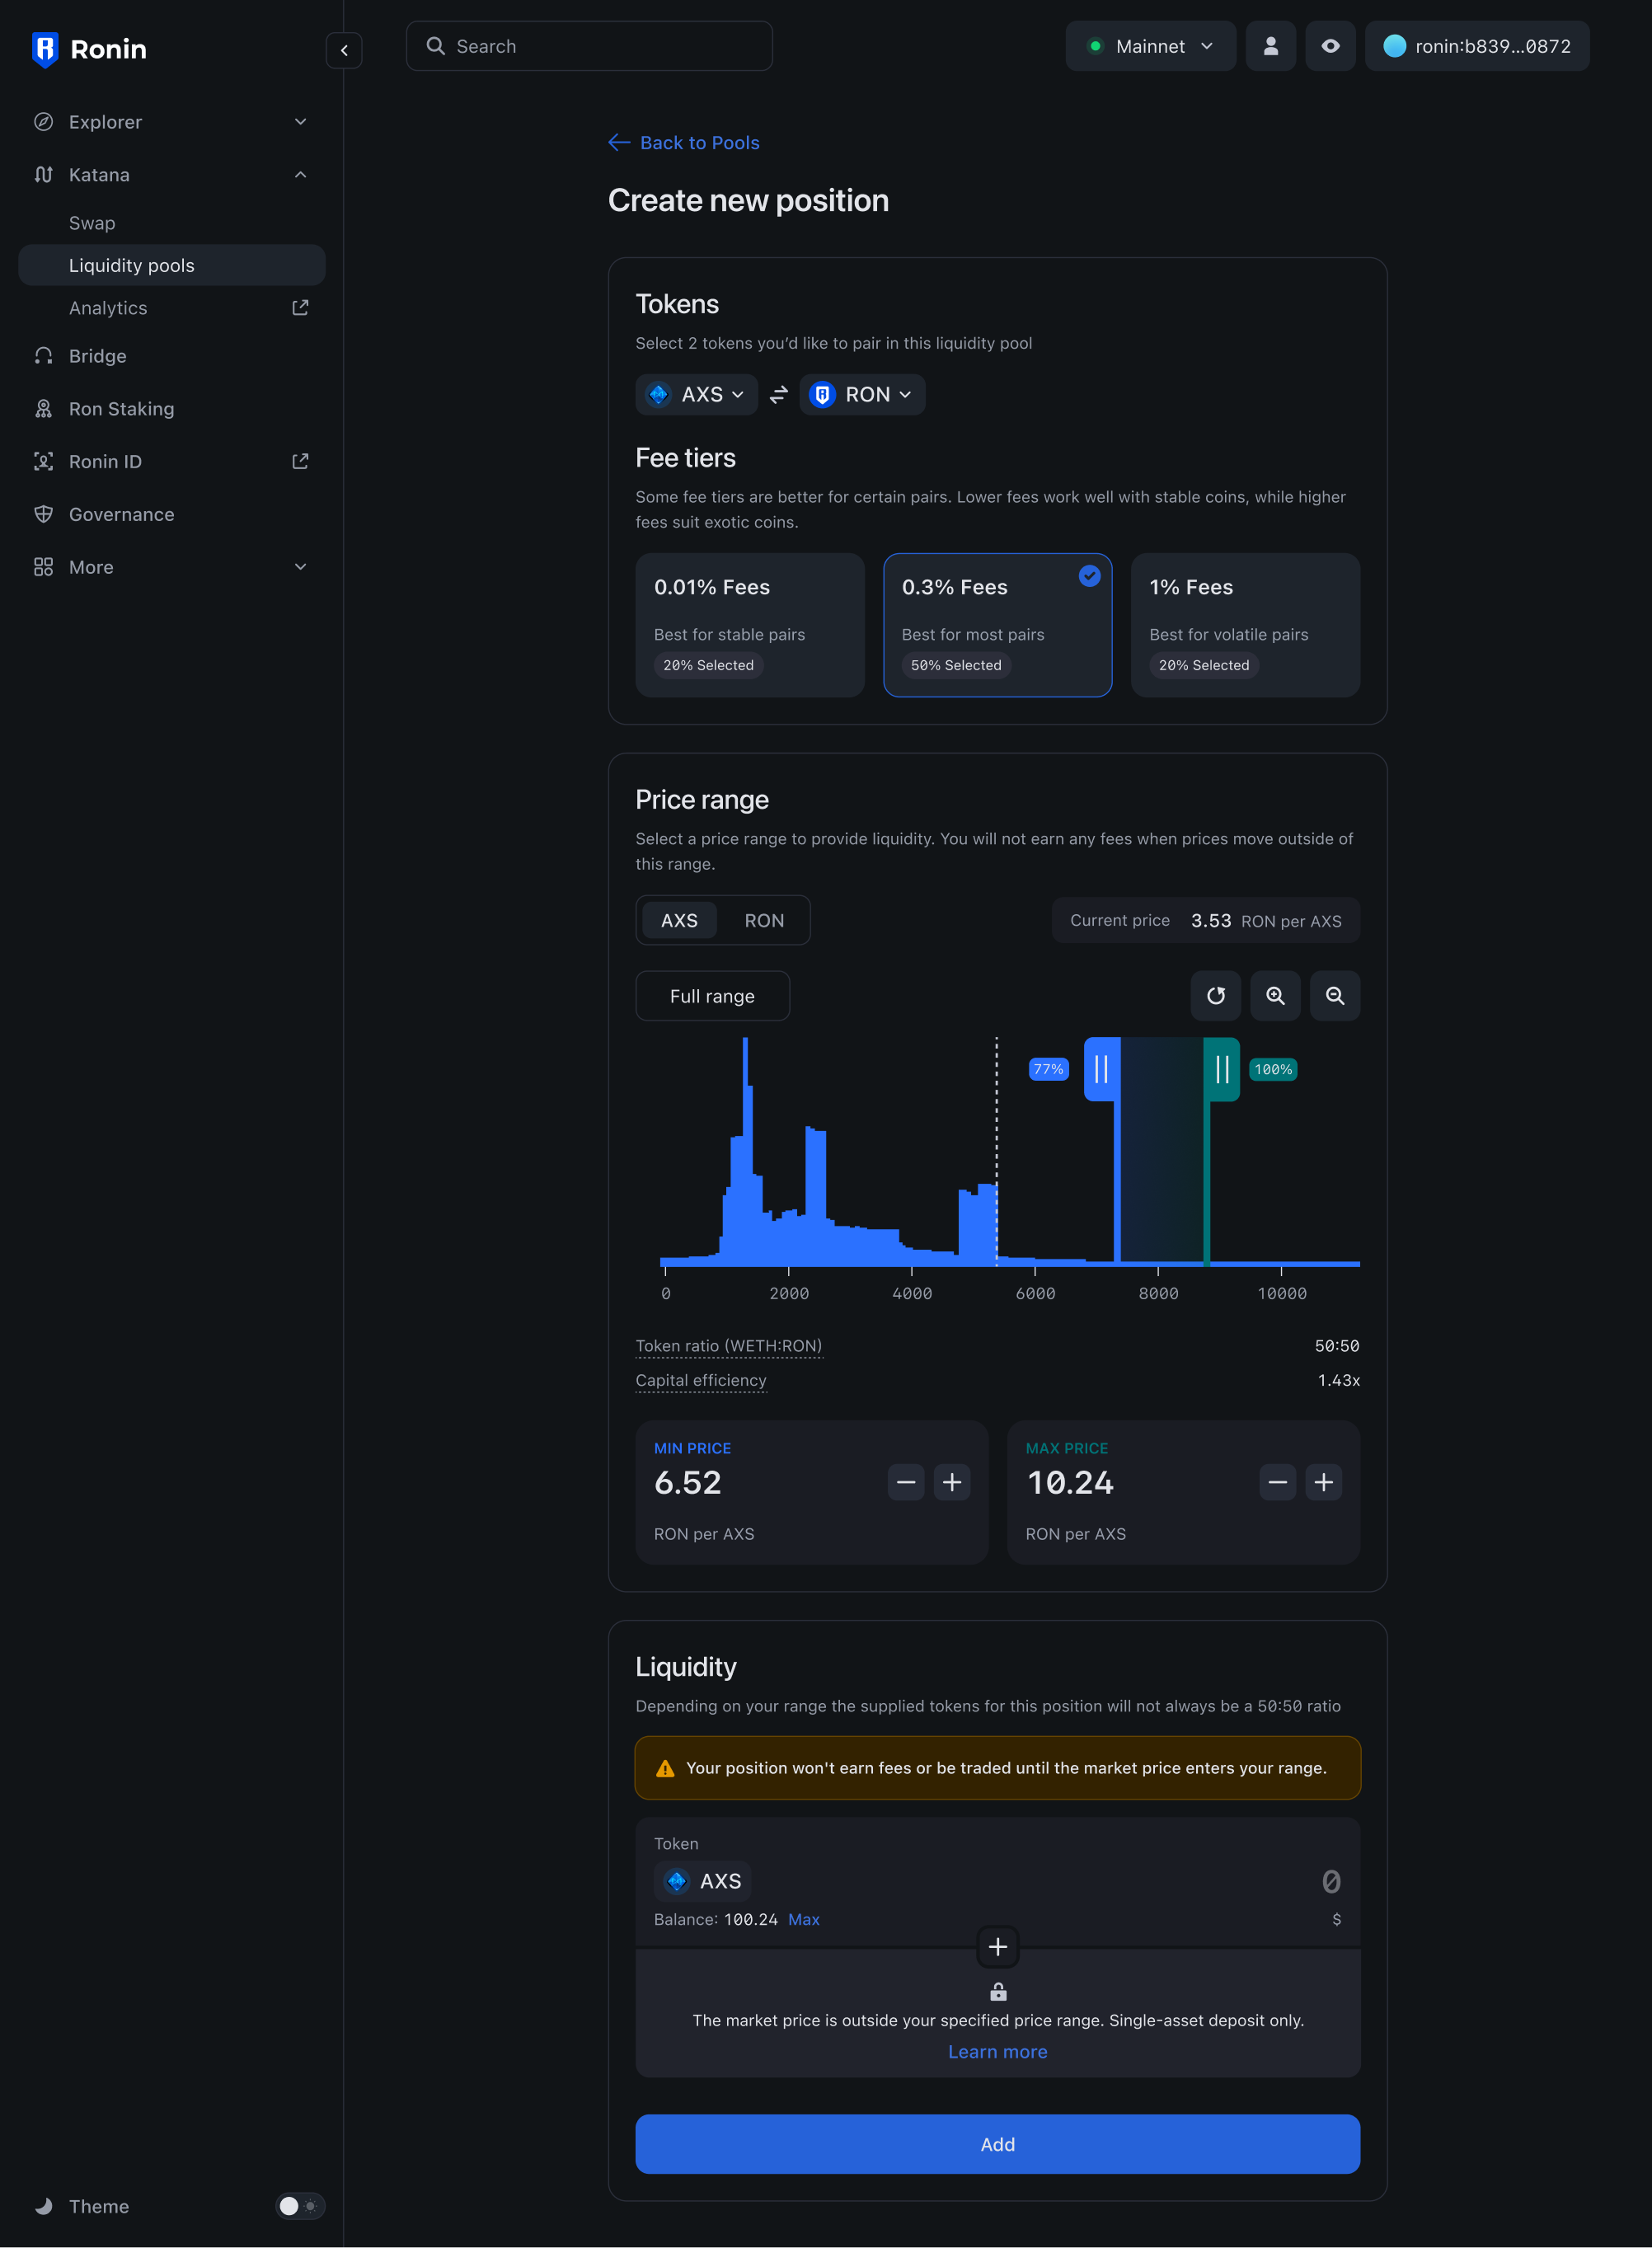 Ronin
Search
Mainnet
ronin:b839...0872
Explorer
Katana
Swap
Liquidity pools
Analytics
Bridge
Ron Staking
Ronin ID
Governance
More
Theme
Back to Pools
Create new position
Tokens
Select 2 tokens you’d like to pair in this liquidity pool
AXS
RON
Fee tiers
Some fee tiers are better for certain pairs. Lower fees work well with stable coins, while higher
fees suit exotic coins.
0.01% Fees
Best for stable pairs
20% Selected
0.3% Fees
Best for most pairs
50% Selected
1% Fees
Best for volatile pairs
20% Selected
Price range
Select a price range to provide liquidity. You will not earn any fees when prices move outside of
this range.
AXS
RON
Current price 3.53 RON per AXS
Full range
77%
100%
0 2000 4000 6000 8000 10000
Token ratio (WETH:RON) 50:50
Capital efficiency 1.43x
MIN PRICE
6.52
RON per AXS
MAX PRICE
10.24
RON per AXS
Liquidity
Depending on your range the supplied tokens for this position will not always be a 50:50 ratio
Your position won't earn fees or be traded until the market price enters your range.
Token
AXS
0
Balance: 100.24 Max
$
The market price is outside your specified price range. Single-asset deposit only.
Learn more
Add